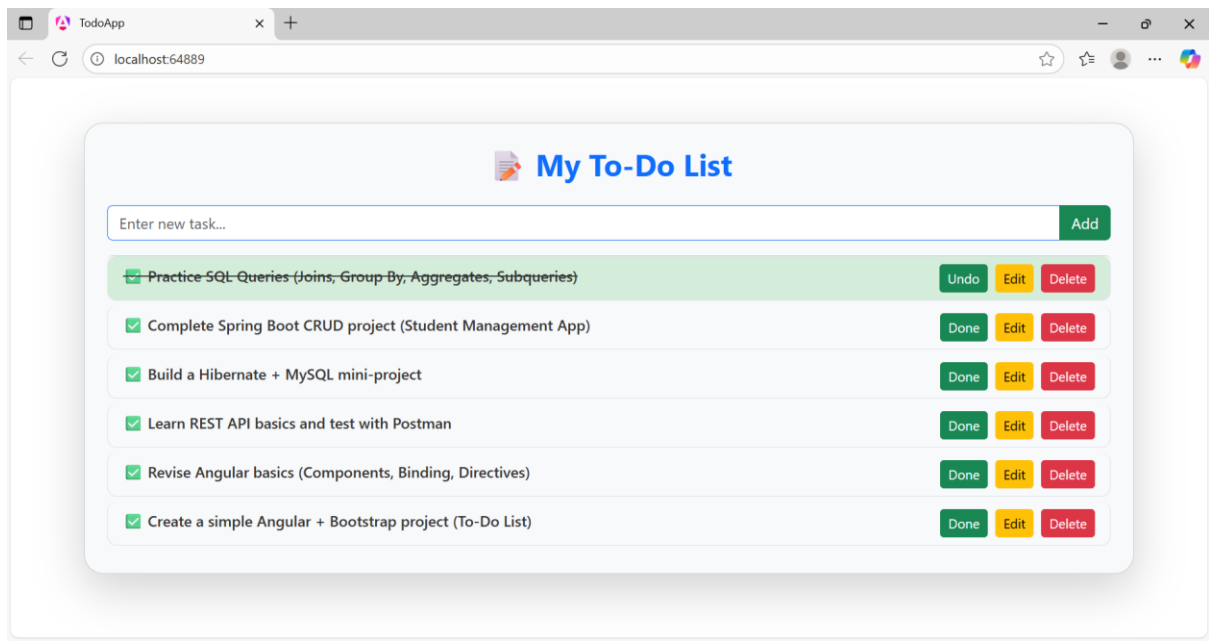 TodoApp
localhost:64889
My To-Do List
Enter new task... Add
Practice SQL Queries (Joins, Group By, Aggregates, Subqueries) Undo Edit Delete
Complete Spring Boot CRUD project (Student Management App) Done Edit Delete
Build a Hibernate + MySQL mini-project Done Edit Delete
Learn REST API basics and test with Postman Done Edit Delete
Revise Angular basics (Components, Binding, Directives) Done Edit Delete
Create a simple Angular + Bootstrap project (To-Do List) Done Edit Delete